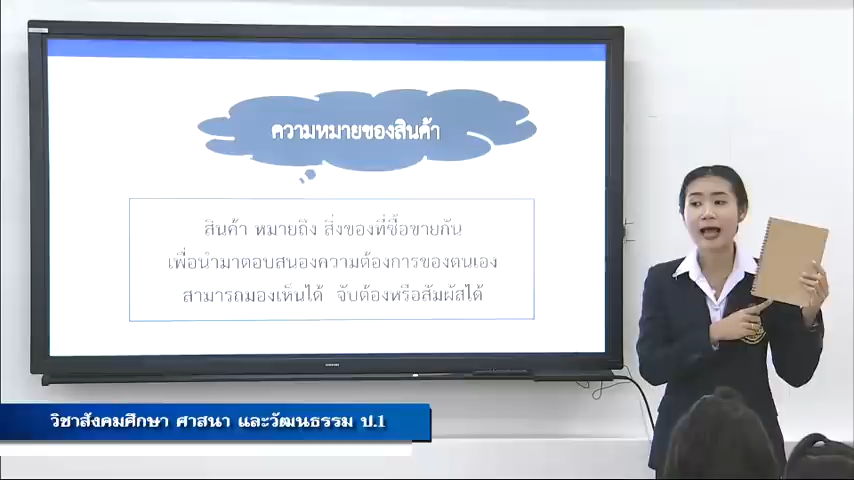 ความหมายของสินค้า
สินค้า หมายถึง สิ่งของที่ซื้อขายกัน
เพื่อนำมาตอบสนองความต้องการของตนเอง
สามารถมองเห็นได้ จับต้องหรือสัมผัสได้
วิชาสังคมศึกษา ศาสนา และวัฒนธรรม ป.1